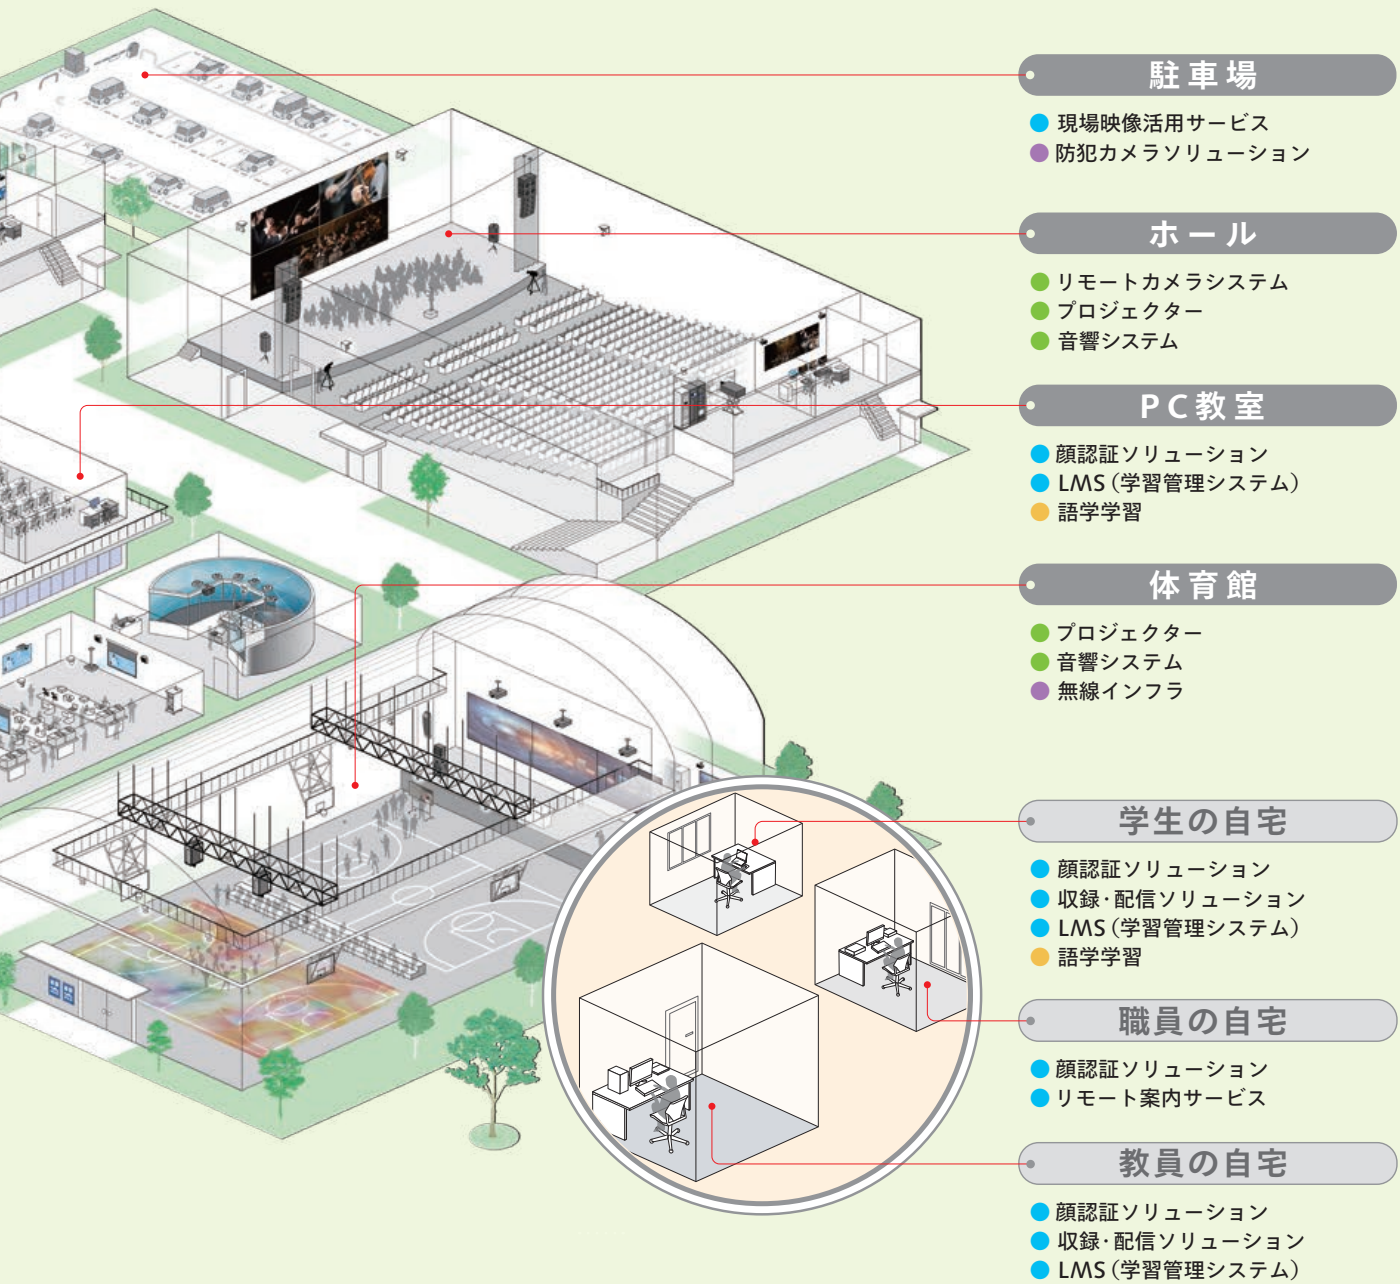 駐車場
現場映像活用サービス
防犯カメラソリューション
ホール
リモートカメラシステム
プロジェクター
音響システム
PC教室
顔認証ソリューション
LMS(学習管理システム)
語学学習
体育館
プロジェクター
音響システム
無線インフラ
学生の自宅
顔認証ソリューション
収録・配信ソリューション
LMS(学習管理システム)
語学学習
職員の自宅
顔認証ソリューション
リモート案内サービス
教員の自宅
顔認証ソリューション
収録・配信ソリューション
LMS(学習管理システム)